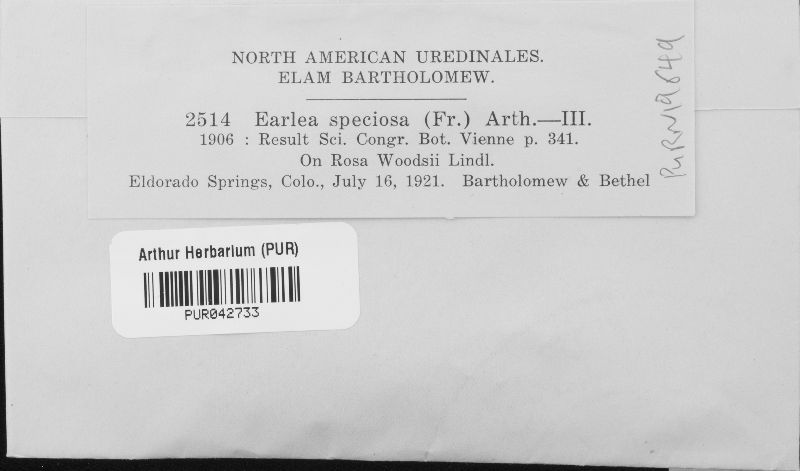 NORTH AMERICAN UREDINALES.
ELAM BARTHOLOMEW.
2514 Earlea speciosa (Fr.) Arth.—III.
1906 : Result Sci. Congr. Bot. Vienne p. 341.
On Rosa Woodsii Lindl.
Eldorado Springs, Colo., July 16, 1921. Bartholomew & Bethel
PURN19849
Arthur Herbarium (PUR)
PUR042733